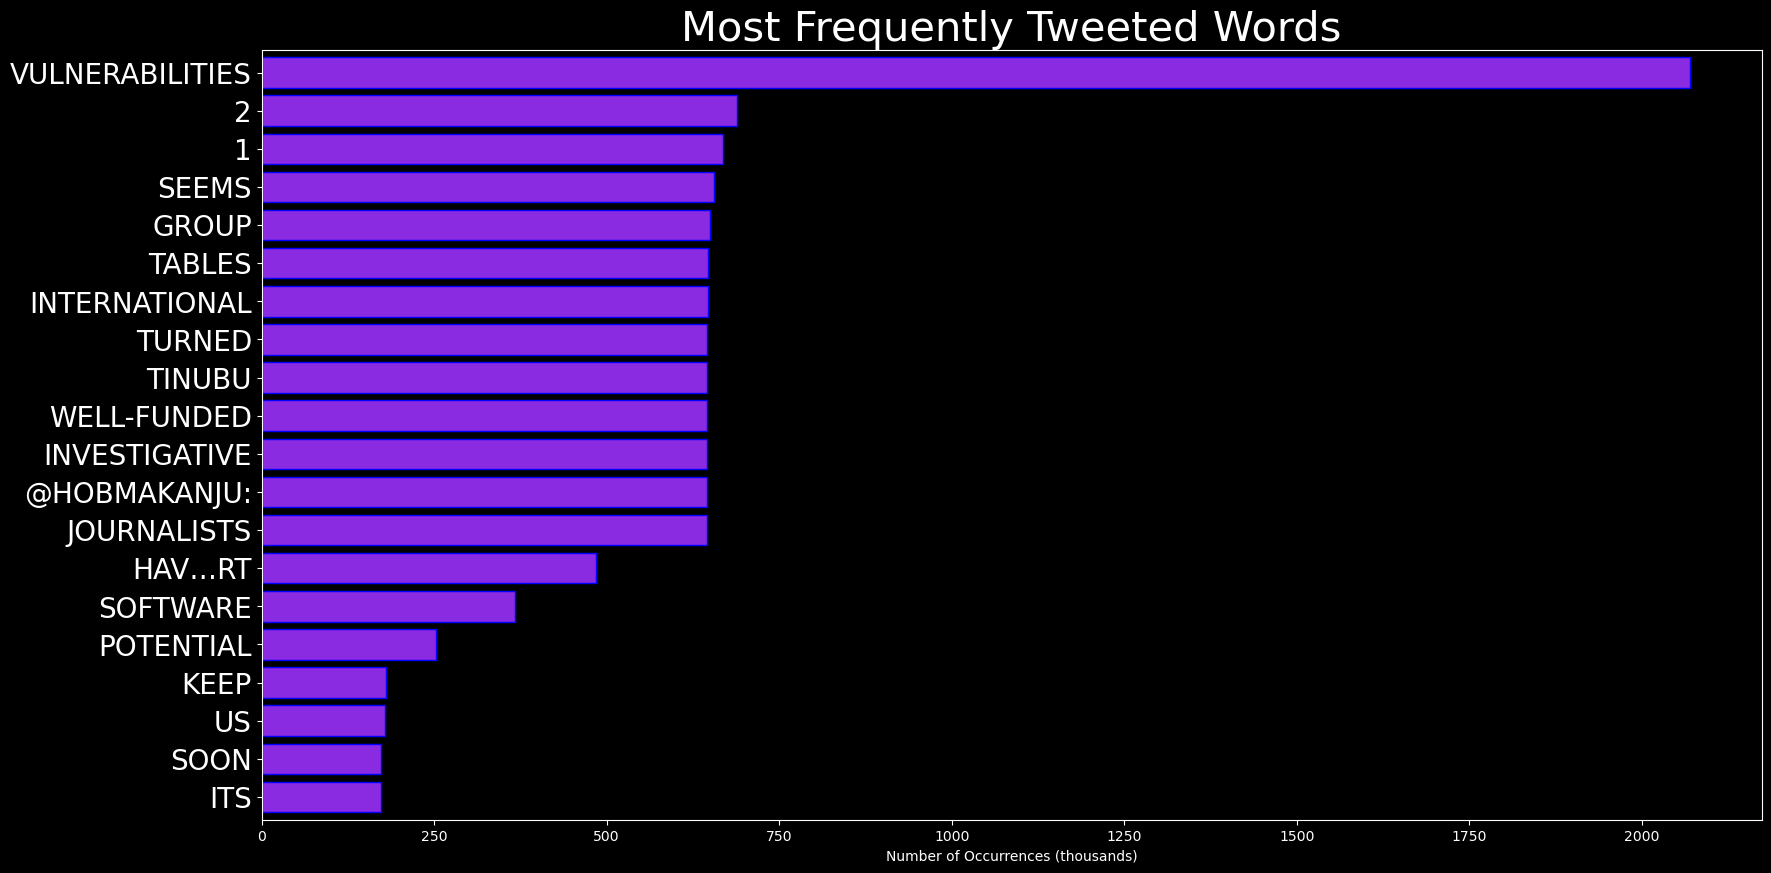 Most Frequently Tweeted Words
VULNERABILITIES
2
1
SEEMS
GROUP
TABLES
INTERNATIONAL
TURNED
TINUBU
WELL-FUNDED
INVESTIGATIVE
@HOBMAKANJU:
JOURNALISTS
HAV…RT
SOFTWARE
POTENTIAL
KEEP
US
SOON
ITS
0 250 500 750 1000 1250 1500 1750 2000
Number of Occurrences (thousands)